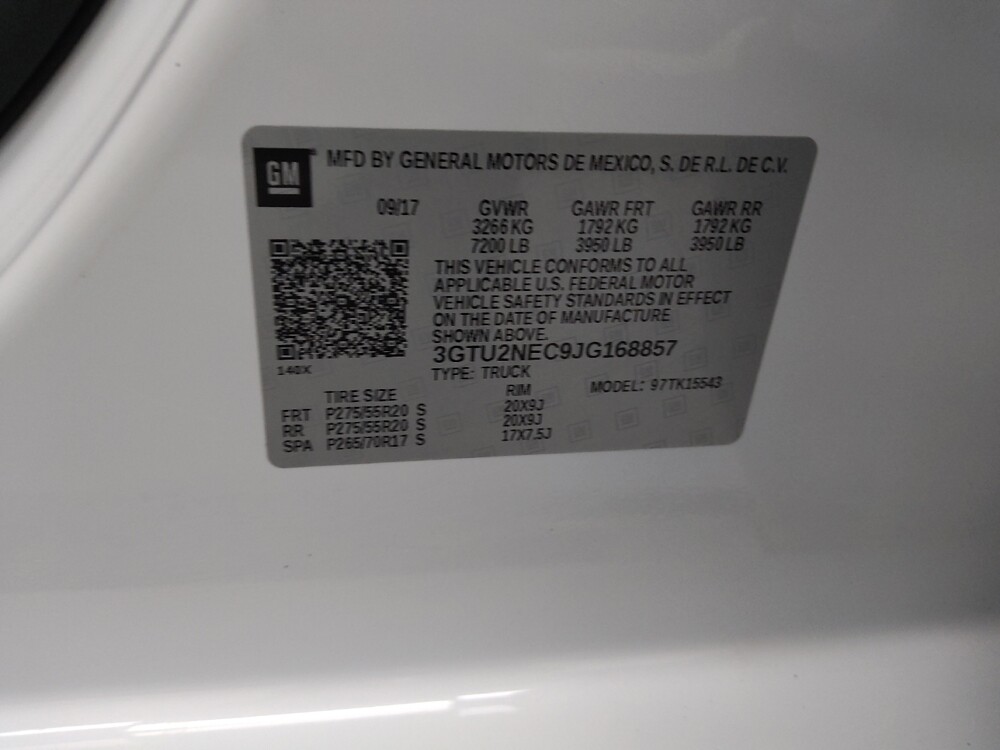 GM MFD BY GENERAL MOTORS DE MEXICO, S. DE R.L. DE C.V.
09/17 GVWR GAWR FRT GAWR RR
3266 KG 1792 KG 1792 KG
7200 LB 3950 LB 3950 LB
THIS VEHICLE CONFORMS TO ALL
APPLICABLE U.S. FEDERAL MOTOR
VEHICLE SAFETY STANDARDS IN EFFECT
ON THE DATE OF MANUFACTURE
SHOWN ABOVE.
3GTU2NEC9JG168857
140X
TYPE: TRUCK
TIRE SIZE RIM MODEL: 97TK15543
FRT P275/55R20 S 20X9J
RR P275/55R20 S 20X9J
SPA P265/70R17 S 17X7.5J